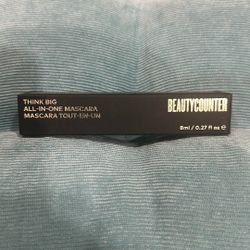 THINK BIG
ALL-IN-ONE MASCARA
MASCARA TOUT-EN-UN
BEAUTYCOUNTER
8ml / 0.27 fl oz e